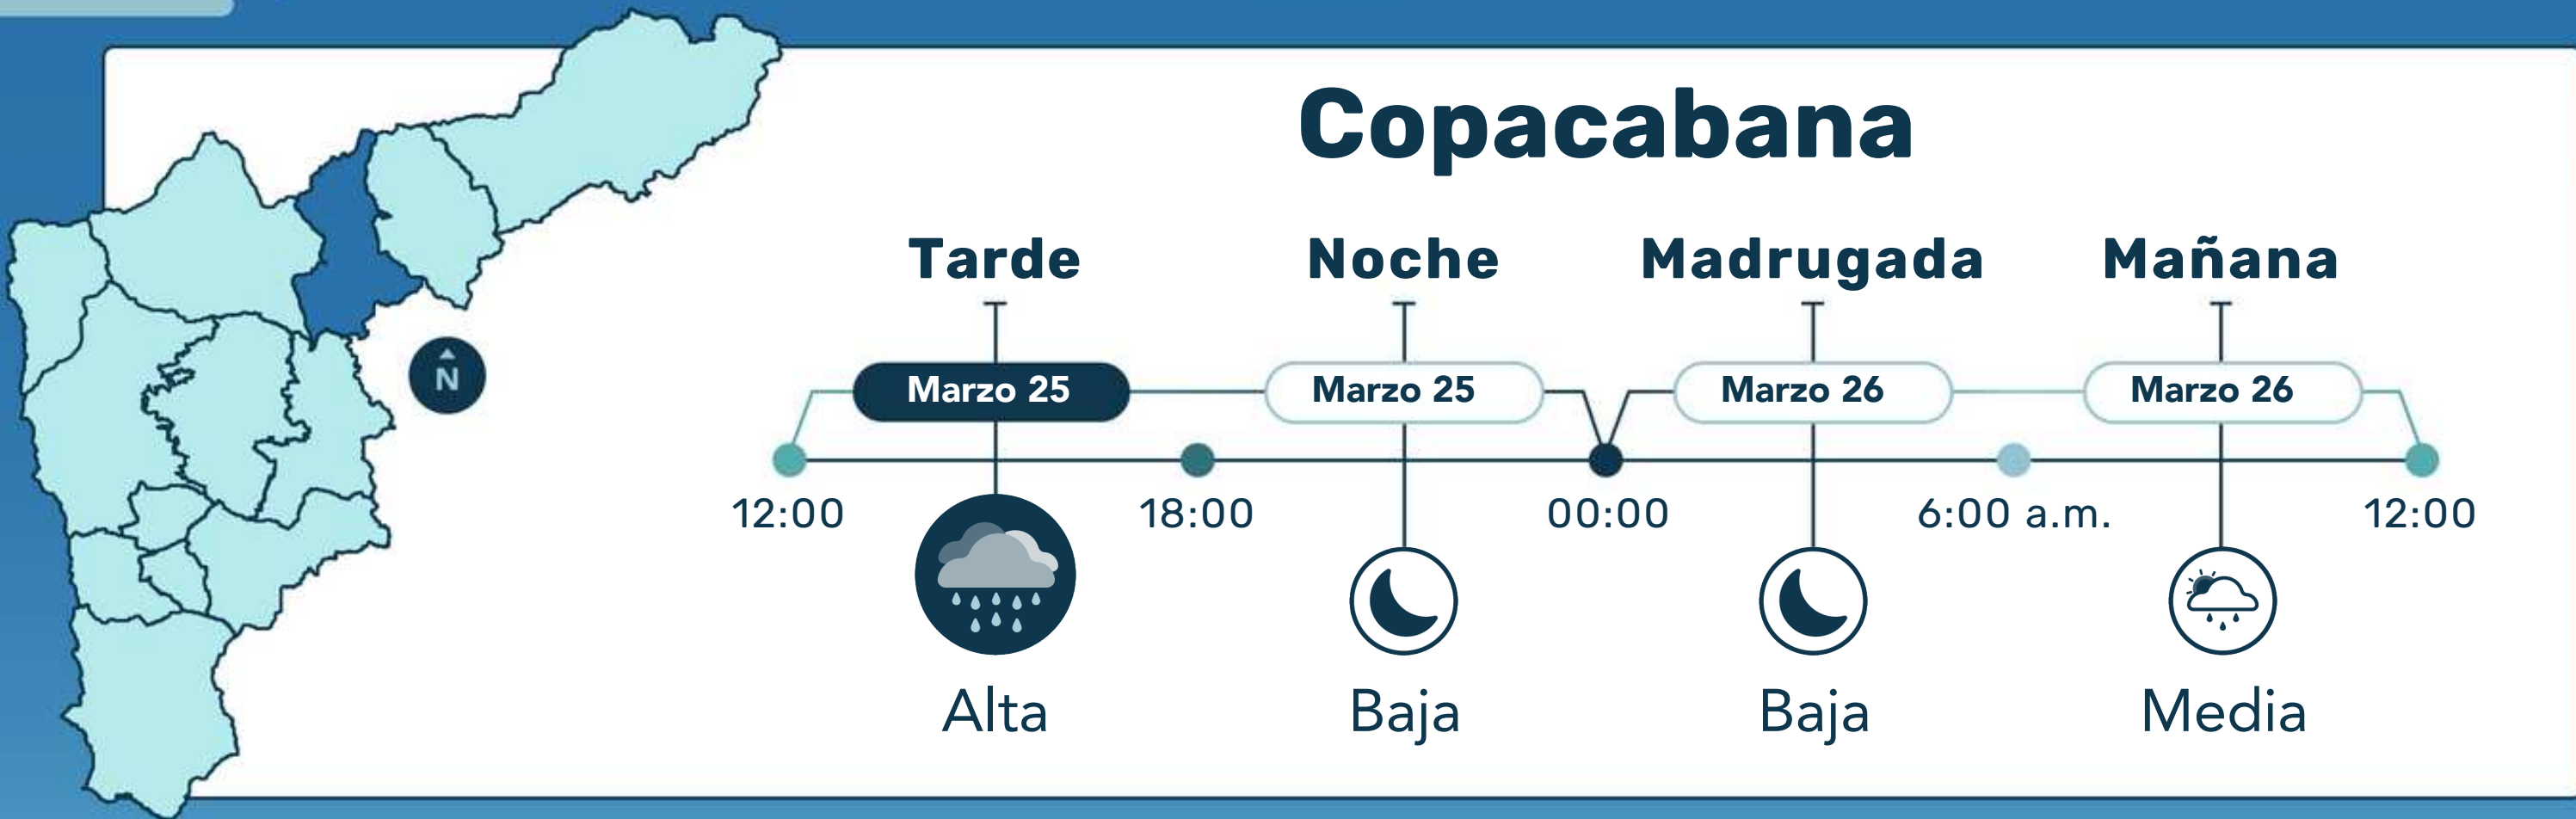 Copacabana
Tarde Noche Madrugada Mañana
Marzo 25 Marzo 25 Marzo 26 Marzo 26
N
12:00 18:00 00:00 6:00 a.m. 12:00
Alta Baja Baja Media